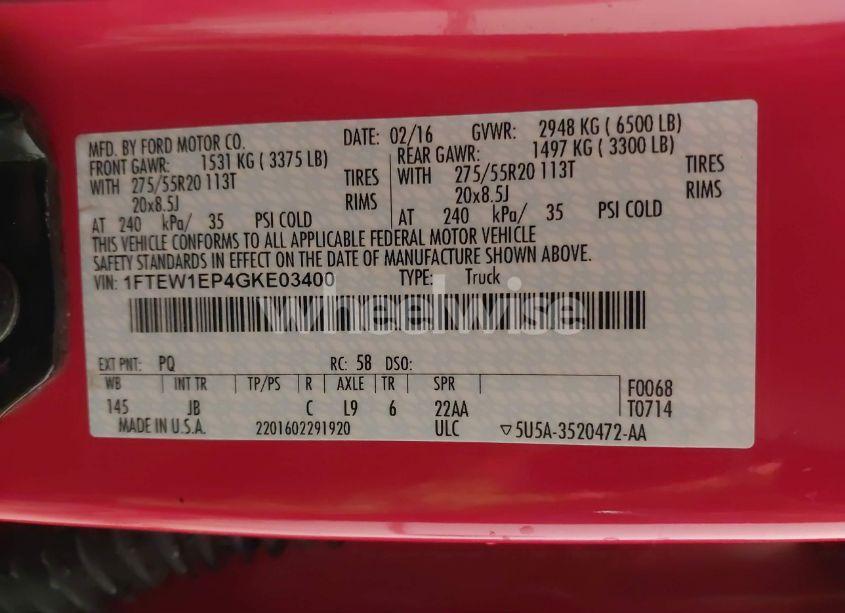 MFD. BY FORD MOTOR CO.
DATE: 02/16 GVWR: 2948 KG ( 6500 LB)
FRONT GAWR: 1531 KG ( 3375 LB) REAR GAWR: 1497 KG ( 3300 LB)
WITH 275/55R20 113T TIRES WITH 275/55R20 113T TIRES
20x8.5J RIMS 20x8.5J RIMS
AT 240 kPa/ 35 PSI COLD AT 240 kPa/ 35 PSI COLD
THIS VEHICLE CONFORMS TO ALL APPLICABLE FEDERAL MOTOR VEHICLE
SAFETY STANDARDS IN EFFECT ON THE DATE OF MANUFACTURE SHOWN ABOVE.
VIN: 1FTEW1EP4GKE03400 TYPE: Truck
wheelwise
EXT PNT: PQ RC: 58 DSO:
WB INT TR TP/PS R AXLE TR SPR F0068
145 JB C L9 6 22AA T0714
MADE IN U.S.A. 2201602291920 ULC ▽5U5A-3520472-AA